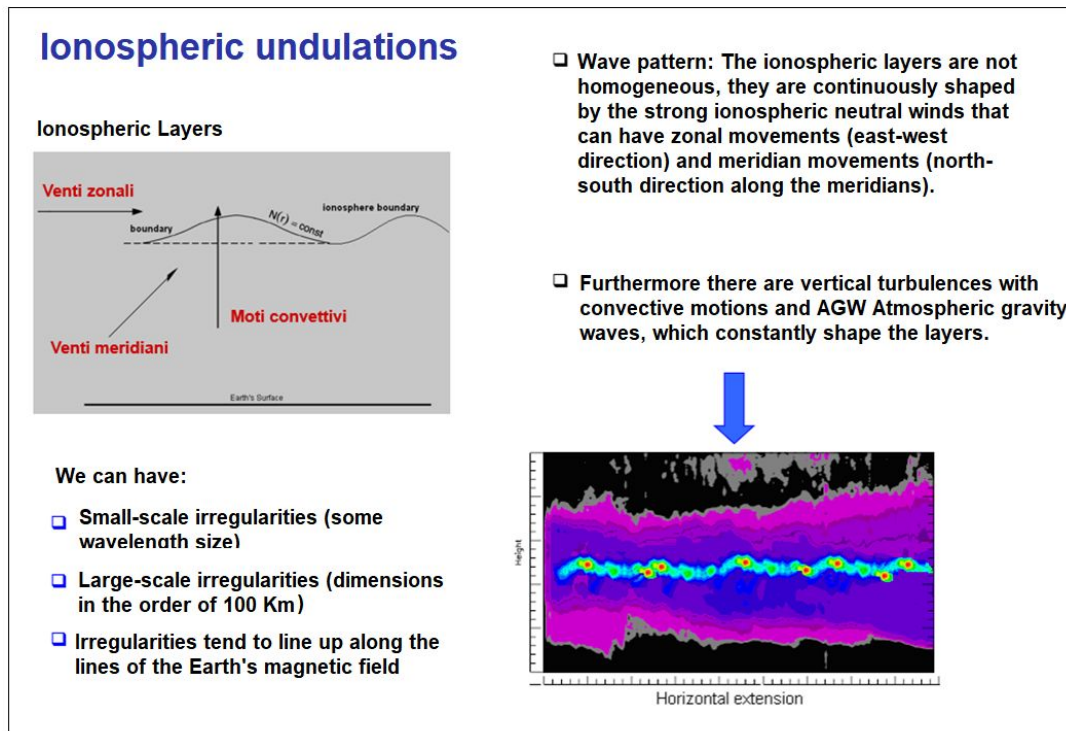 Ionospheric undulations
Ionospheric Layers
Venti zonali
boundary
N(r) = const
ionosphere boundary
Moti convettivi
Venti meridiani
Earth's Surface
We can have:
Small-scale irregularities (some
wavelength size)
Large-scale irregularities (dimensions
in the order of 100 Km)
Irregularities tend to line up along the
lines of the Earth's magnetic field
Wave pattern: The ionospheric layers are not
homogeneous, they are continuously shaped
by the strong ionospheric neutral winds that
can have zonal movements (east-west
direction) and meridian movements (north-
south direction along the meridians).
Furthermore there are vertical turbulences with
convective motions and AGW Atmospheric gravity
waves, which constantly shape the layers.
Height
Horizontal extension